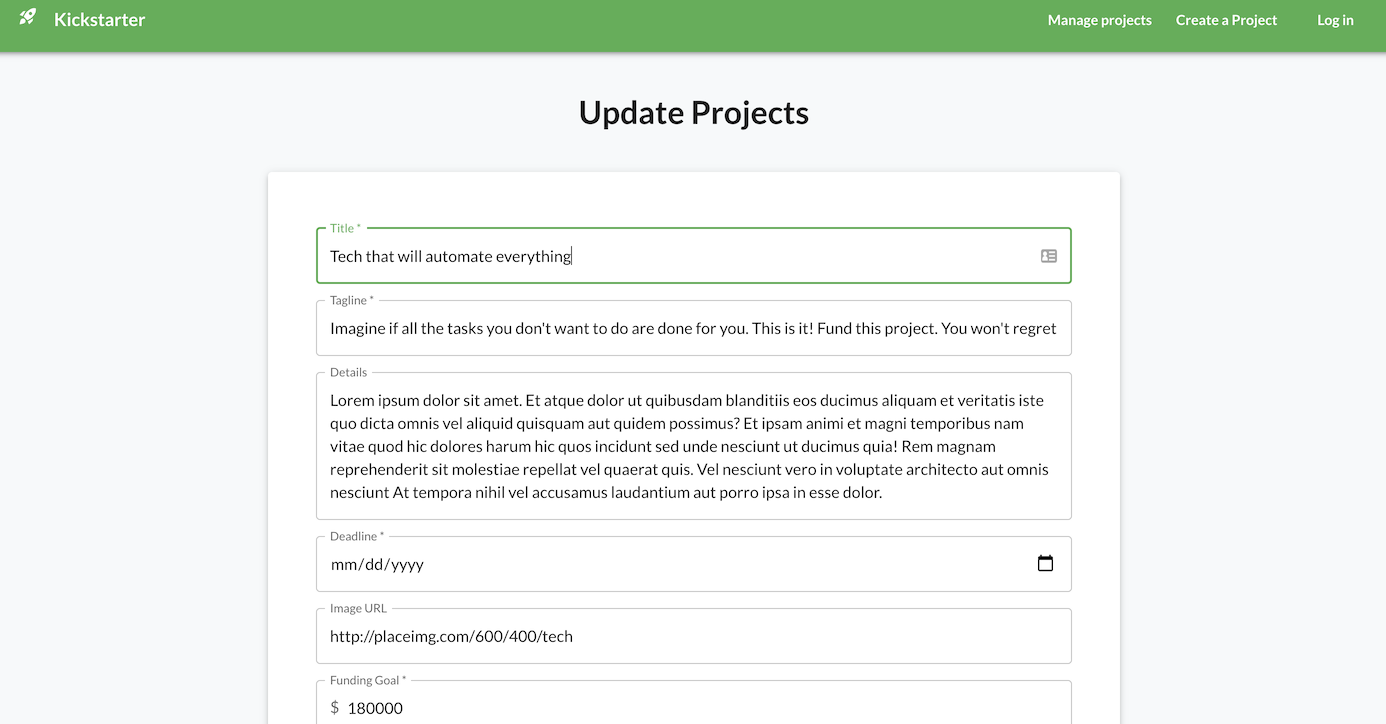 Kickstarter
Manage projects
Create a Project
Log in
Update Projects
Title *
Tech that will automate everything
Tagline *
Imagine if all the tasks you don't want to do are done for you. This is it! Fund this project. You won't regret
Details
Lorem ipsum dolor sit amet. Et atque dolor ut quibusdam blanditiis eos ducimus aliquam et veritatis iste
quo dicta omnis vel aliquid quisquam aut quidem possimus? Et ipsam animi et magni temporibus nam
vitae quod hic dolores harum hic quos incidunt sed unde nesciunt ut ducimus quia! Rem magnam
reprehenderit sit molestiae repellat vel quaerat quis. Vel nesciunt vero in voluptate architecto aut omnis
nesciunt At tempora nihil vel accusamus laudantium aut porro ipsa in esse dolor.
Deadline *
mm/dd/yyyy
Image URL
http://placeimg.com/600/400/tech
Funding Goal *
$ 180000